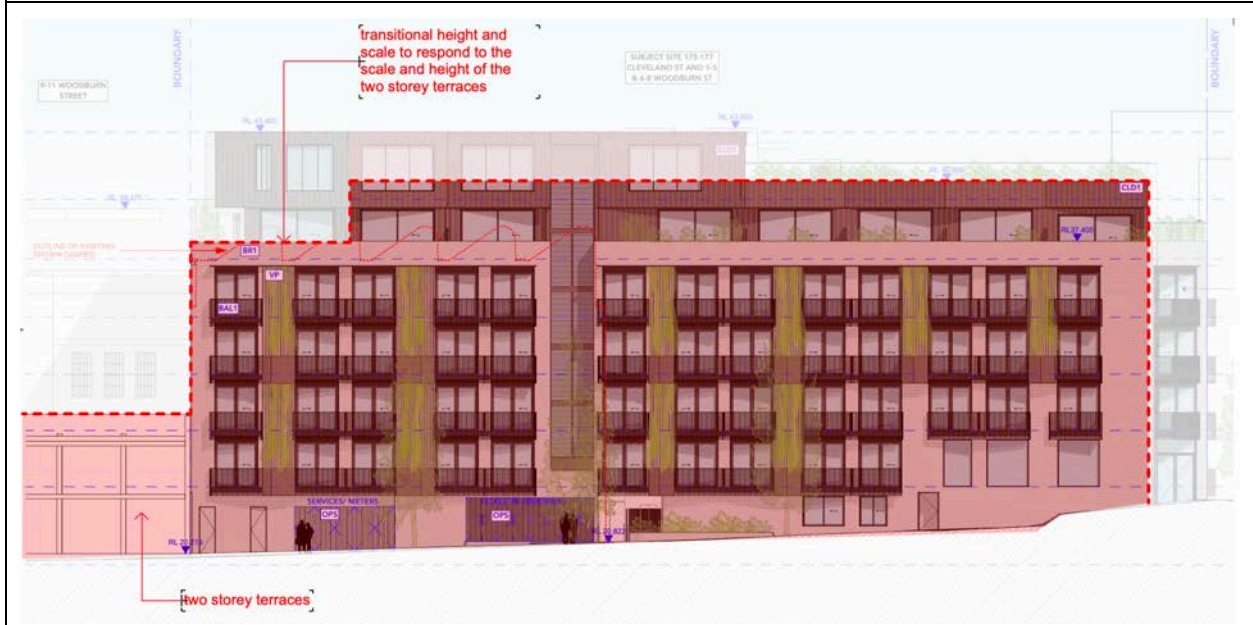 transitional height and
scale to respond to the
scale and height of the
two storey terraces
SUBJECT SITE 175-177
CLEVELAND ST AND 1-5
& 6-8 WOODBURN ST
BOUNDARY
BOUNDARY
9-11 WOODBURN
STREET
CLD1
CLD1
OUTLINE OF EXISTING
BR1
RL37.400
VP
BAL1
SERVICES/ METERS
OPS
OPS
two storey terraces